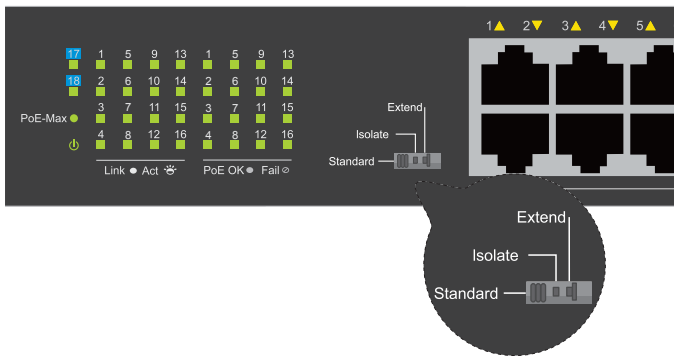 1▲ 2▼ 3▲ 4▼ 5▲
17 1 5 9 13 1 5 9 13
18 2 6 10 14 2 6 10 14
PoE-Max 3 7 11 15 3 7 11 15
4 8 12 16 4 8 12 16
Link Act PoE OK Fail
Extend
Isolate
Standard
Extend
Isolate
Standard